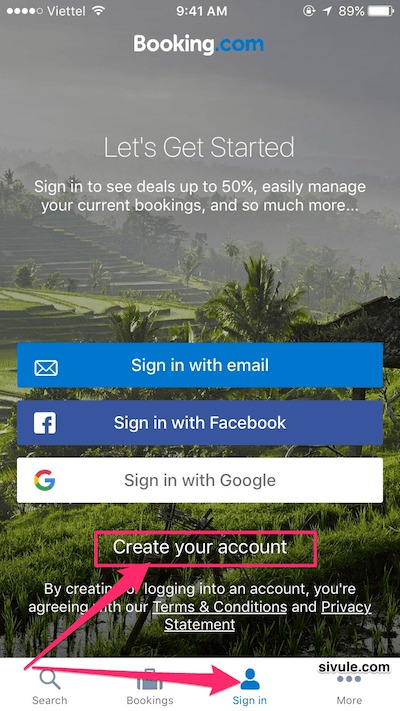 Viettel 9:41 AM 89%
Booking.com
Let's Get Started
Sign in to see deals up to 50%, easily manage
your current bookings, and so much more...
Sign in with email
Sign in with Facebook
Sign in with Google
Create your account
By creating or logging into an account, you're
agreeing with our Terms & Conditions and Privacy
Statement
sivule.com
Search Bookings Sign in More